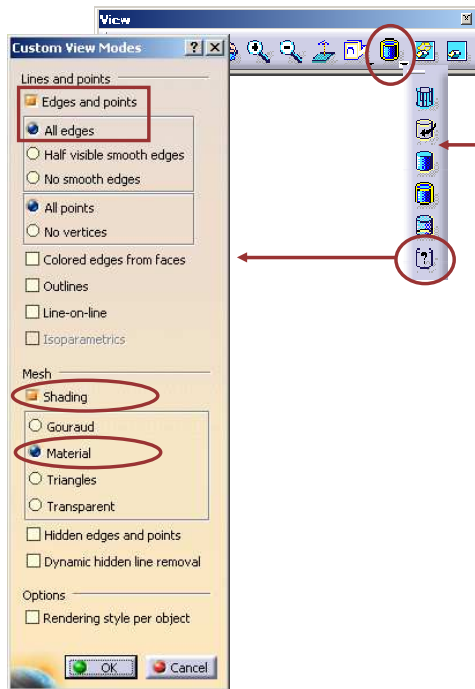 View
Custom View Modes
Lines and points
Edges and points
All edges
Half visible smooth edges
No smooth edges
All points
No vertices
Colored edges from faces
Outlines
Line-on-line
Isoparametrics
Mesh
Shading
Gouraud
Material
Triangles
Transparent
Hidden edges and points
Dynamic hidden line removal
Options
Rendering style per object
OK Cancel